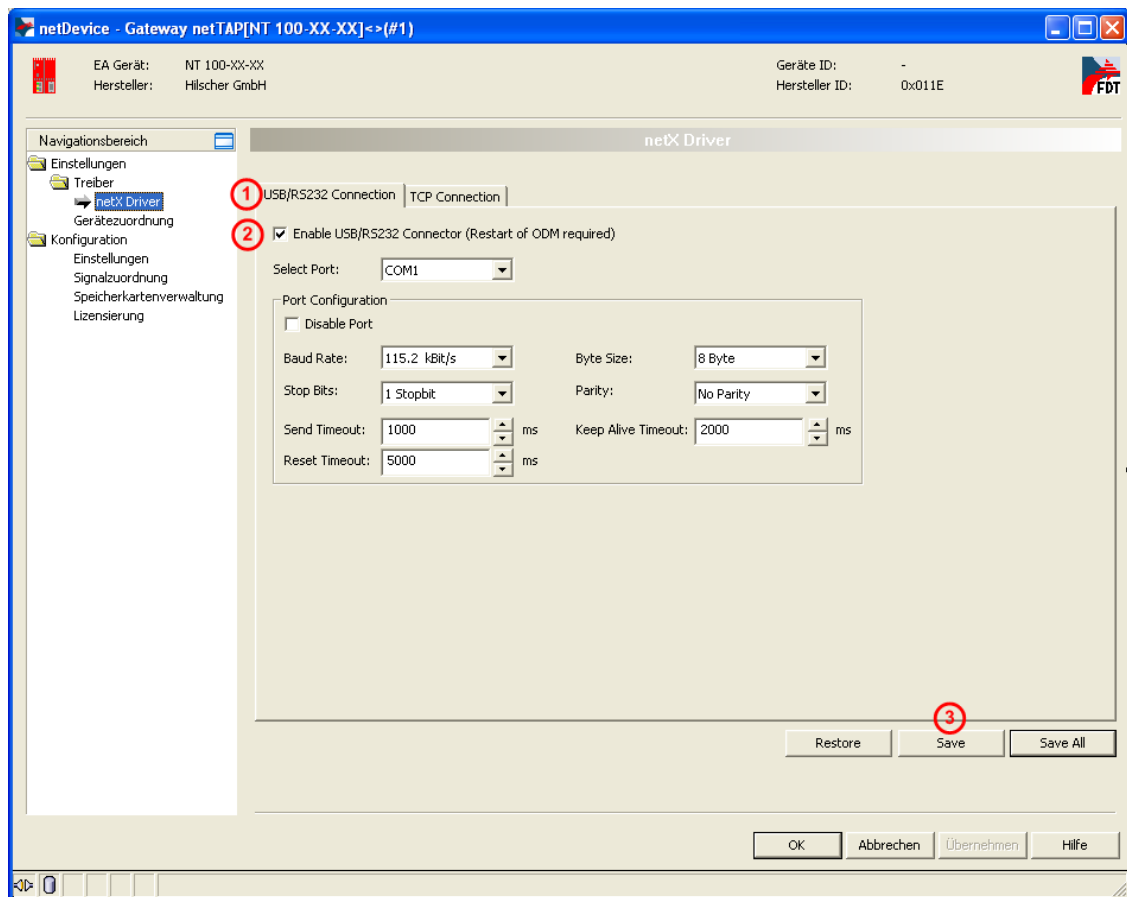 netDevice - Gateway netTAP[NT 100-XX-XX]<>(#1)
EA Gerät: NT 100-XX-XX Geräte ID: -
Hersteller: Hilscher GmbH Hersteller ID: 0x011E
FDT
Navigationsbereich
netX Driver
Einstellungen
Treiber
netX Driver
Gerätezuordnung
Konfiguration
Einstellungen
Signalzuordnung
Speicherkartenverwaltung
Lizensierung
1 USB/RS232 Connection TCP Connection
2 Enable USB/RS232 Connector (Restart of ODM required)
Select Port: COM1
Port Configuration
Disable Port
Baud Rate: 115.2 kBit/s Byte Size: 8 Byte
Stop Bits: 1 Stopbit Parity: No Parity
Send Timeout: 1000 ms Keep Alive Timeout: 2000 ms
Reset Timeout: 5000 ms
3
Restore Save Save All
OK Abbrechen Übernehmen Hilfe